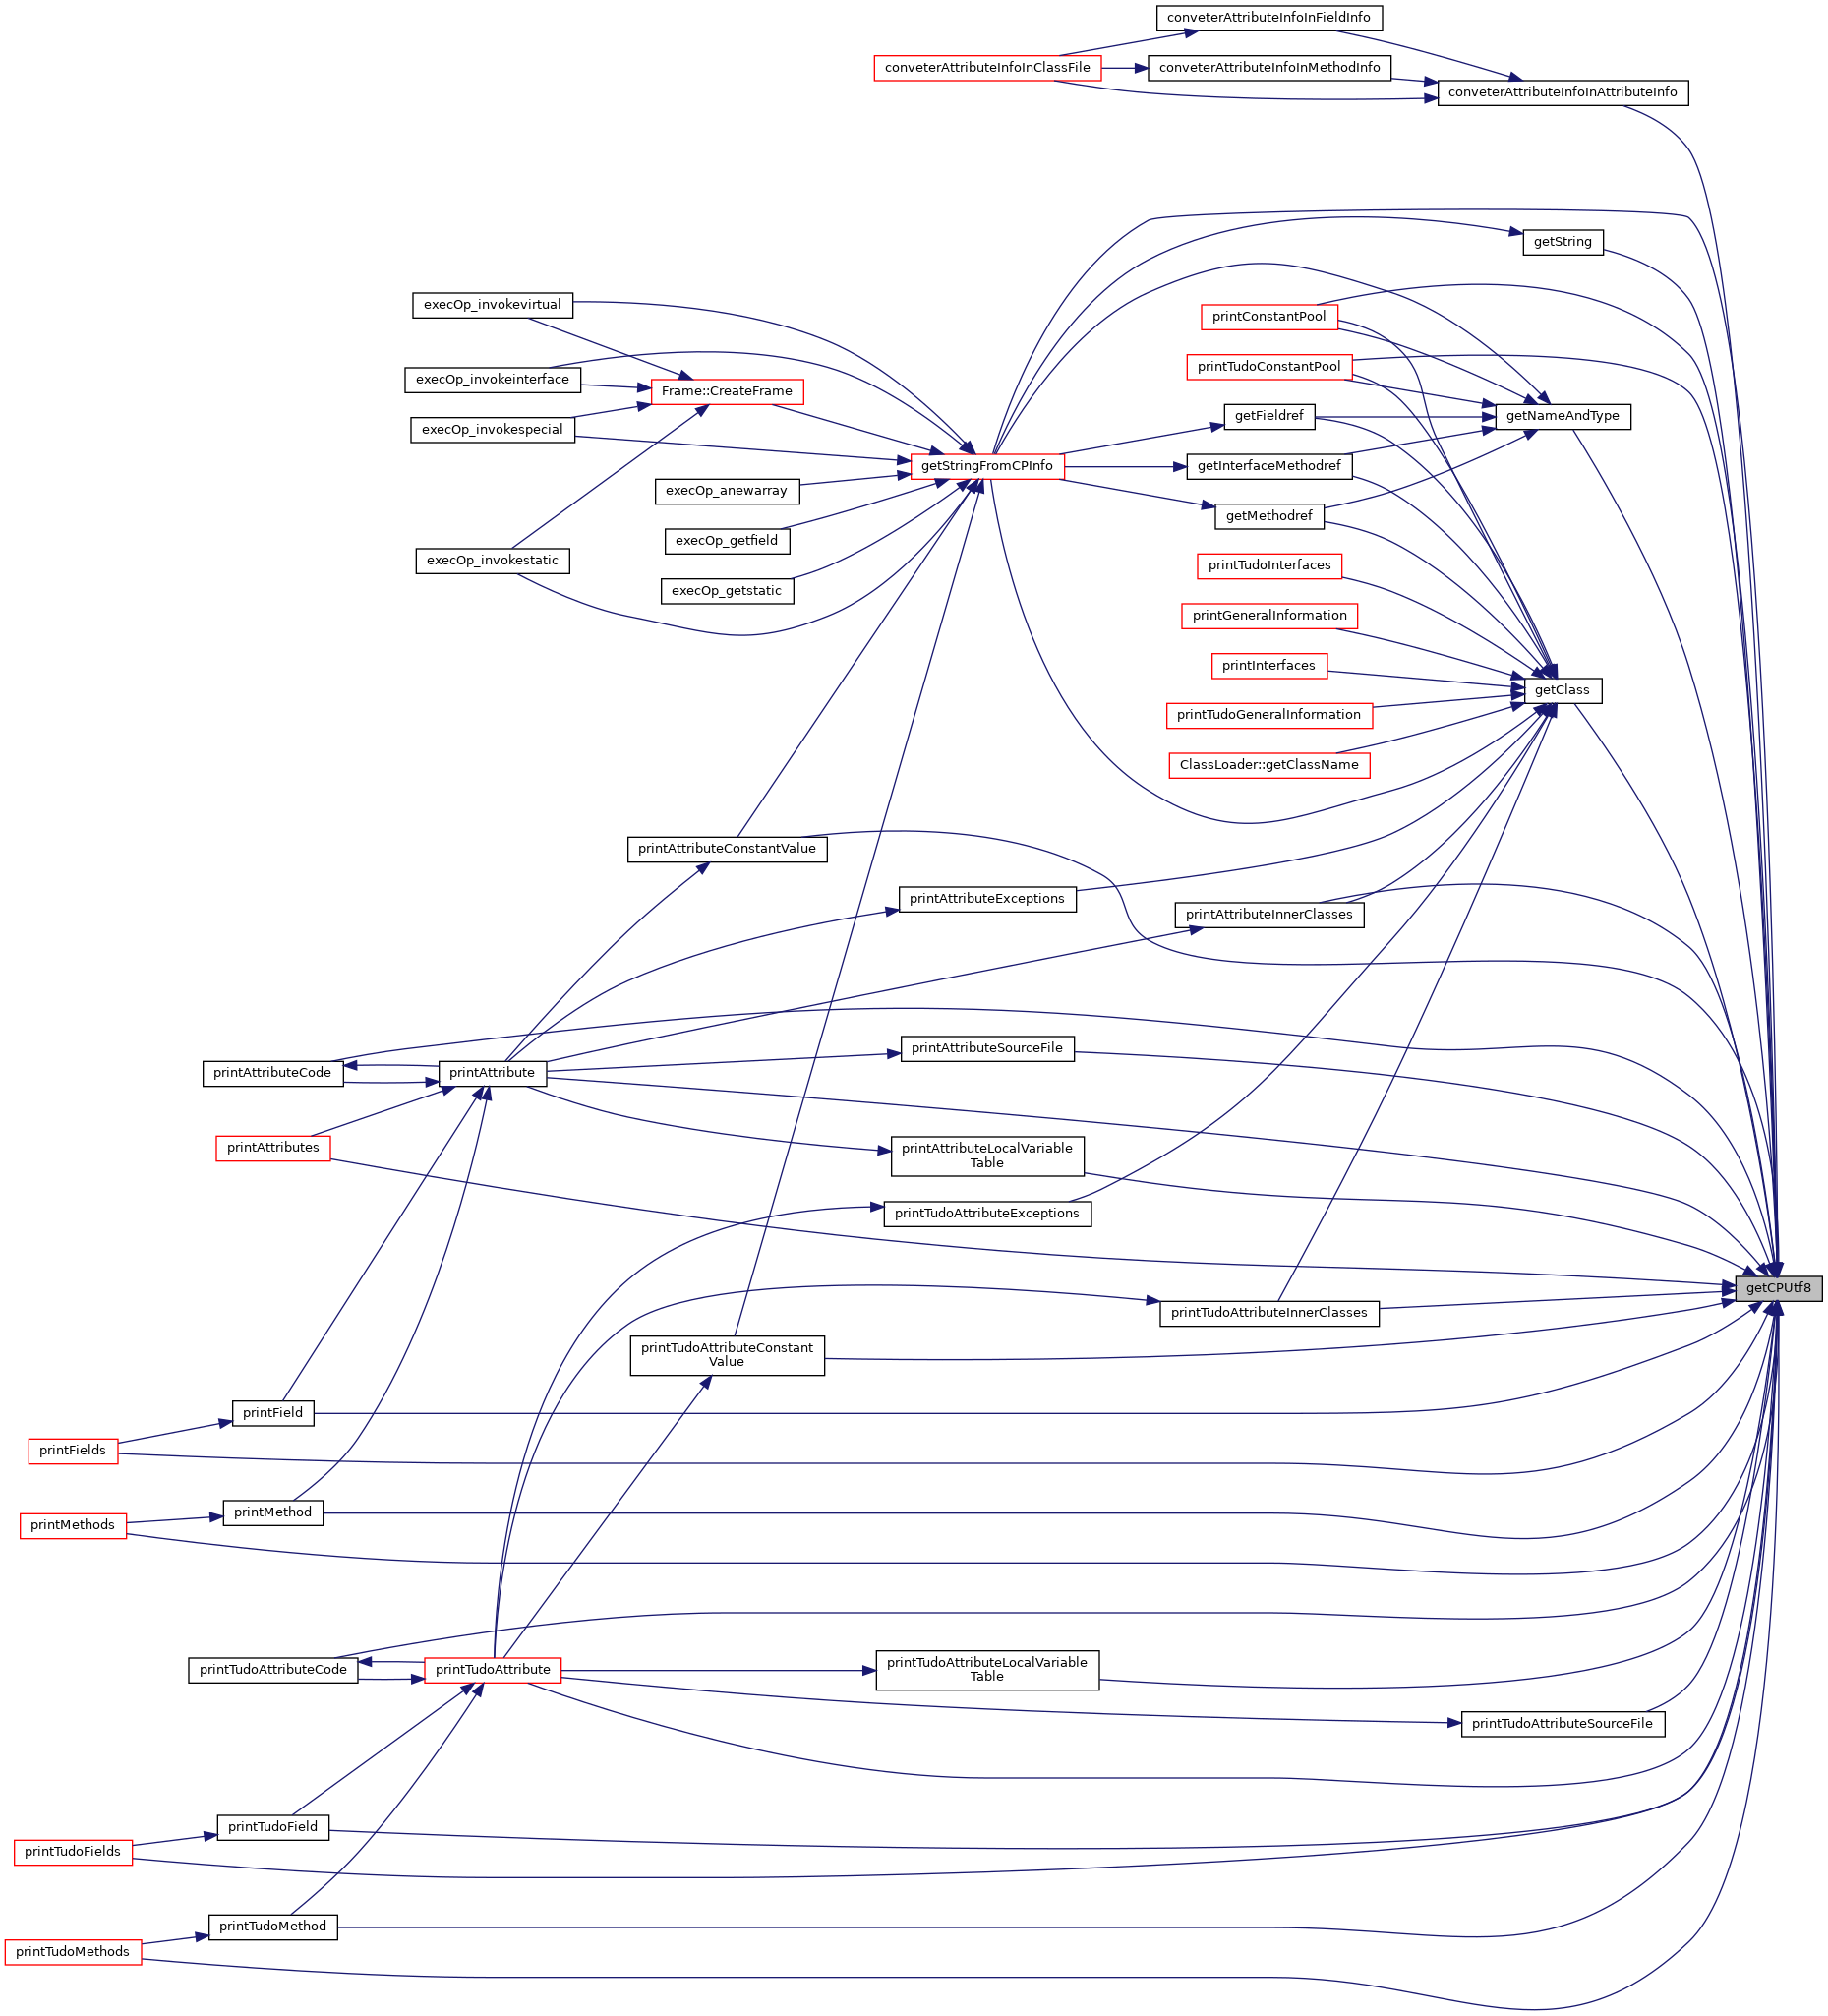 conveterAttributeInfoInFieldInfo
conveterAttributeInfoInClassFile
conveterAttributeInfoInMethodInfo
conveterAttributeInfoInAttributeInfo
getString
execOp_invokevirtual
printConstantPool
printTudoConstantPool
execOp_invokeinterface
Frame::CreateFrame
getFieldref
getNameAndType
execOp_invokespecial
getStringFromCPInfo
getInterfaceMethodref
execOp_anewarray
getMethodref
execOp_getfield
execOp_invokestatic
printTudoInterfaces
execOp_getstatic
printGeneralInformation
printInterfaces
getClass
printTudoGeneralInformation
ClassLoader::getClassName
printAttributeConstantValue
printAttributeExceptions
printAttributeInnerClasses
printAttributeSourceFile
printAttributeCode
printAttribute
printAttributes
printAttributeLocalVariable
Table
printTudoAttributeExceptions
getCPUtf8
printTudoAttributeInnerClasses
printTudoAttributeConstant
Value
printField
printFields
printMethod
printMethods
printTudoAttributeCode
printTudoAttribute
printTudoAttributeLocalVariable
Table
printTudoAttributeSourceFile
printTudoField
printTudoFields
printTudoMethod
printTudoMethods